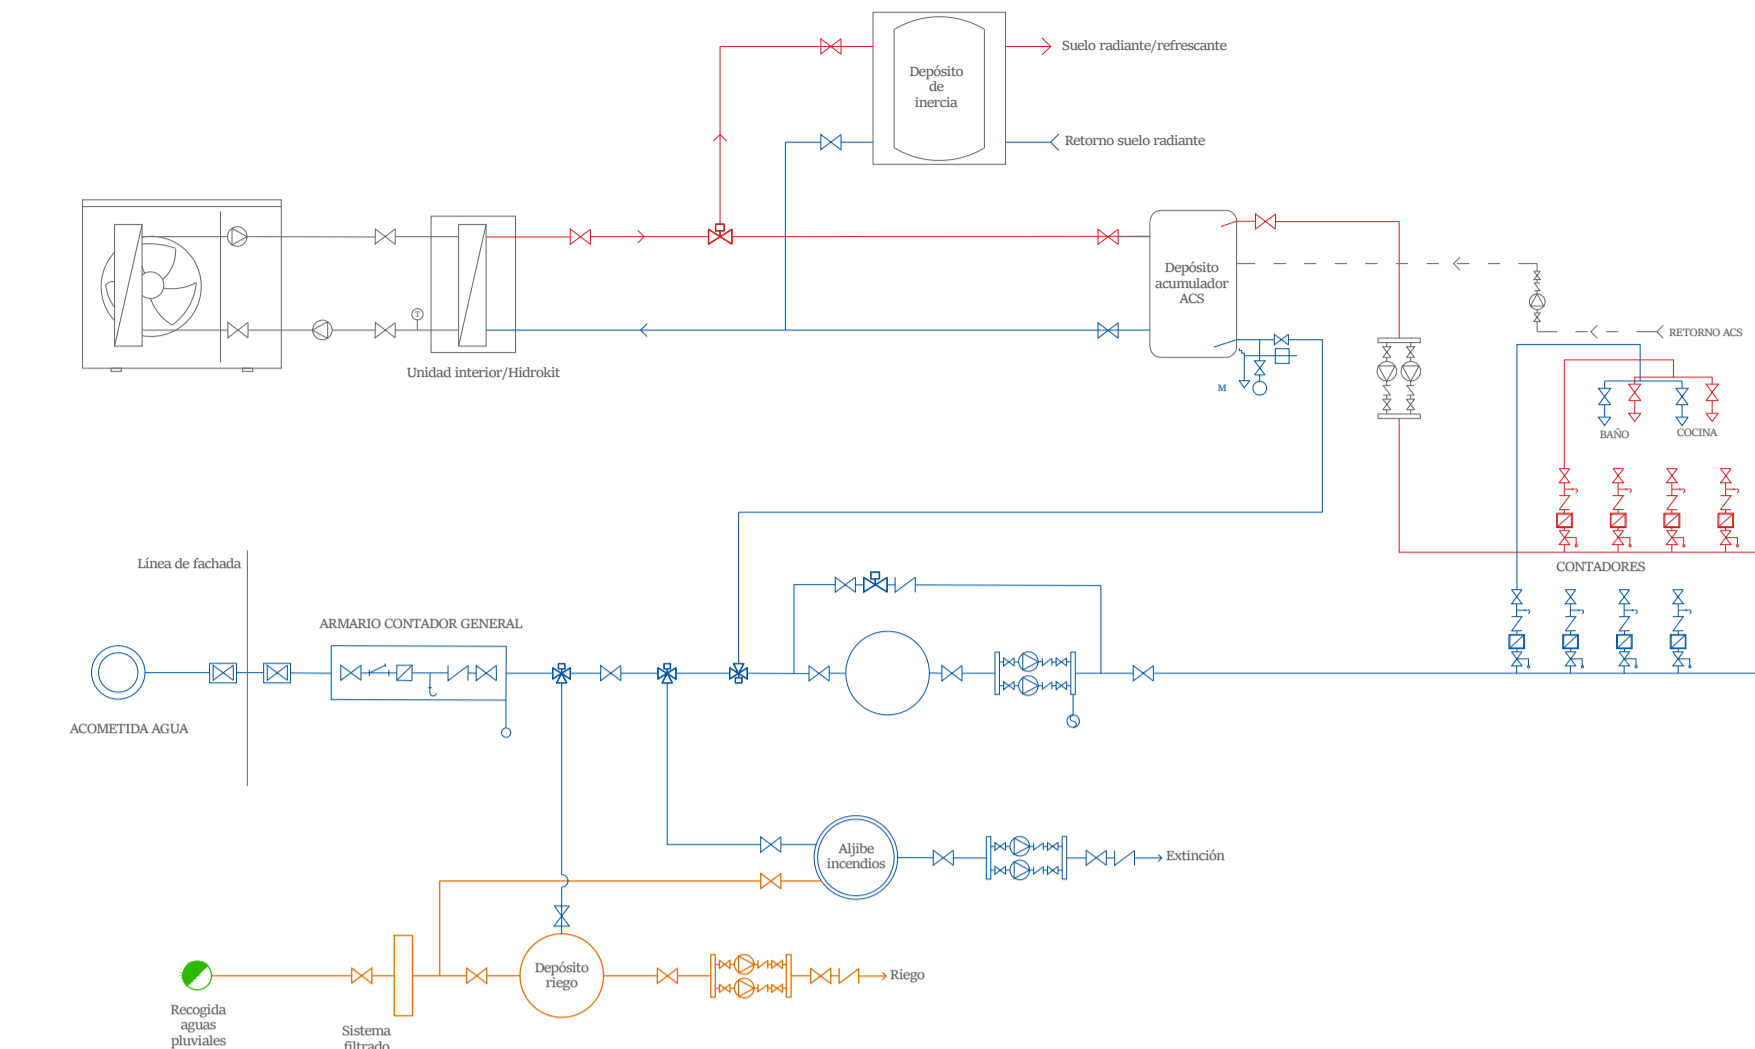 Depósito
de
inercia
Suelo radiante/refrescante
Retorno suelo radiante
Depósito
acumulador
ACS
T
Unidad interior/Hidrokit
M
RETORNO ACS
BAÑO
COCINA
Línea de fachada
CONTADORES
ARMARIO CONTADOR GENERAL
ACOMETIDA AGUA
Aljibe
incendios
Extinción
Depósito
riego
Riego
Recogida
aguas
pluviales
Sistema
filtrado